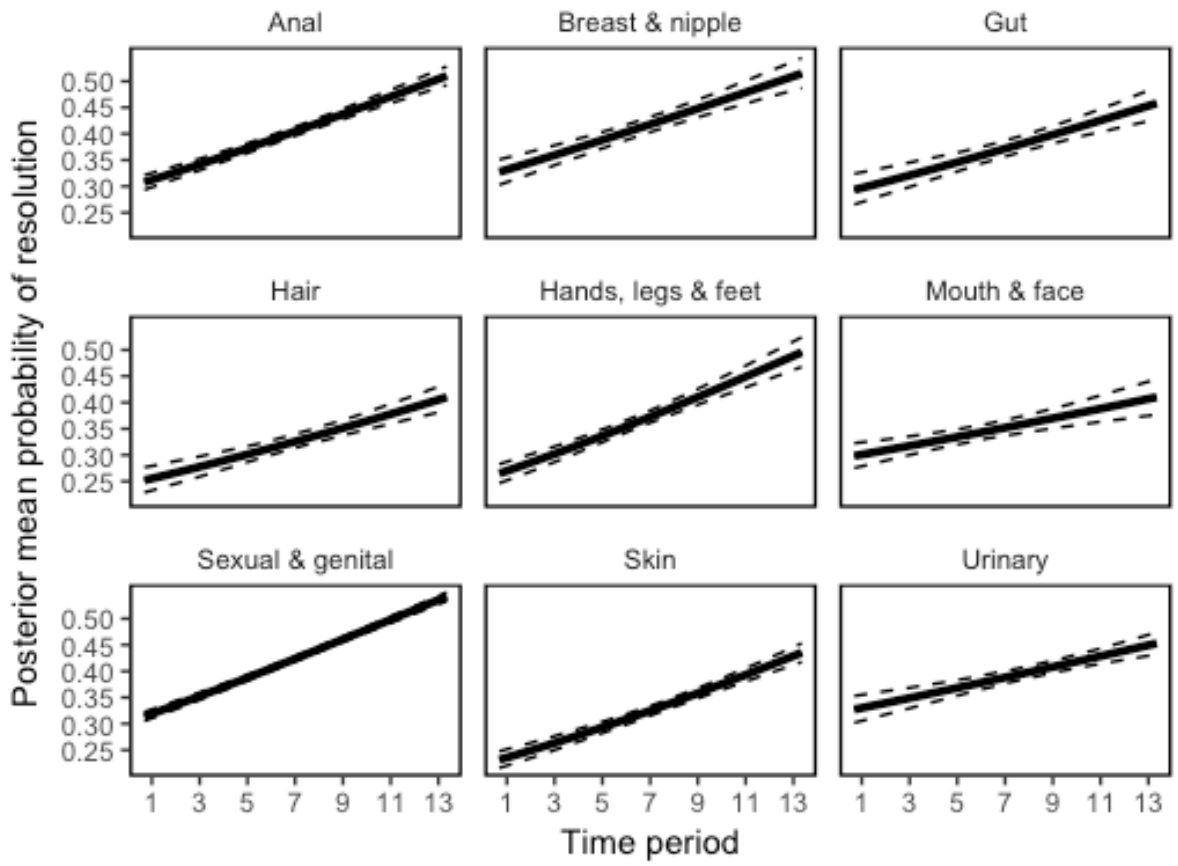 Anal
Breast & nipple
Gut
0.50
0.45
0.40
0.35
0.30
0.25
Hair
Hands, legs & feet
Mouth & face
0.50
0.45
0.40
0.35
0.30
0.25
Sexual & genital
Skin
Urinary
0.50
0.45
0.40
0.35
0.30
0.25
1 3 5 7 9 11 13
1 3 5 7 9 11 13
1 3 5 7 9 11 13
Time period
Posterior mean probability of resolution